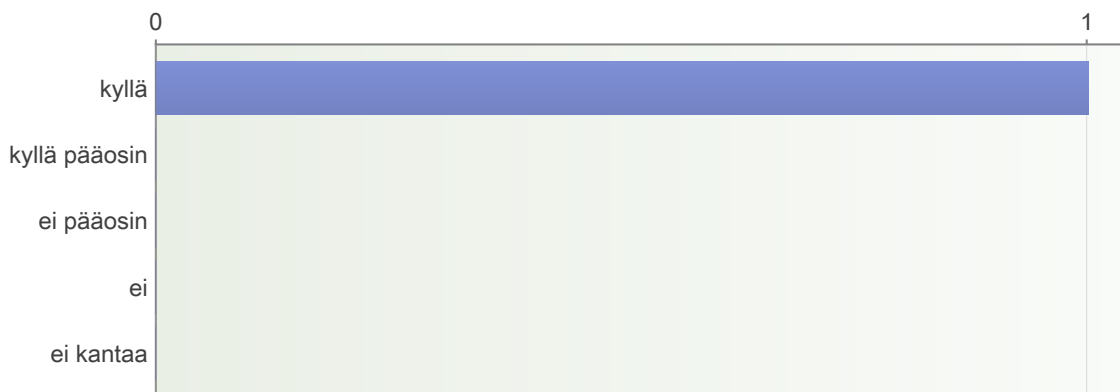 0 1
kyllä
kyllä pääosin
ei pääosin
ei
ei kantaa